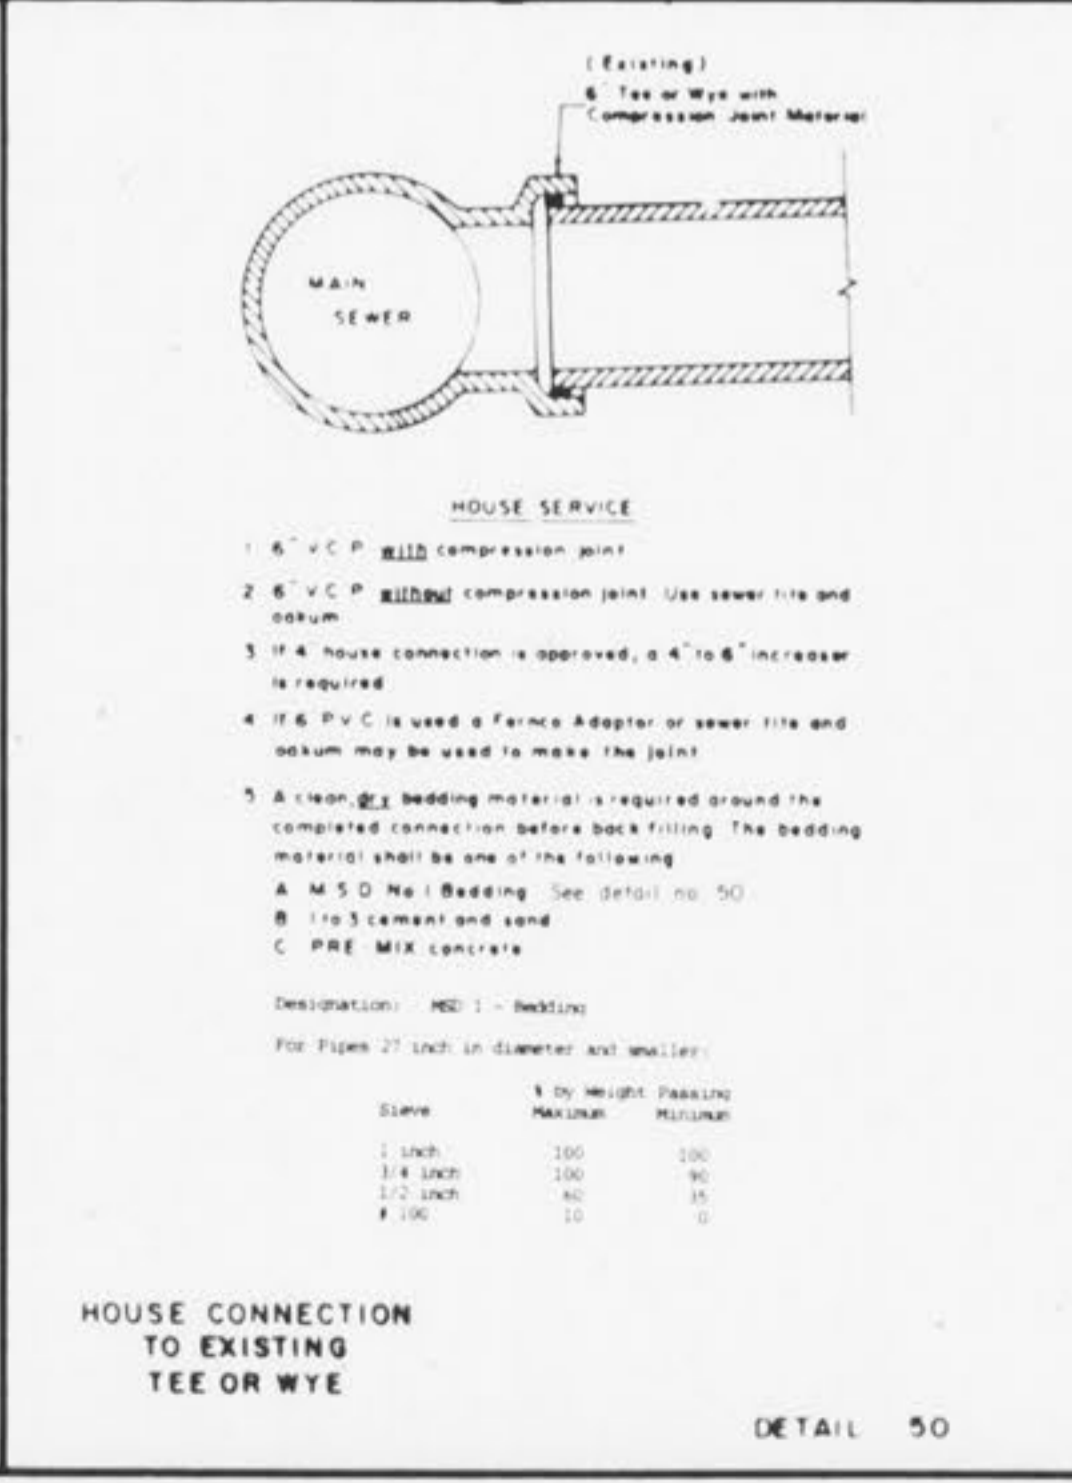 (Existing)
6" Tee or Wye with
Compression Joint Material
MAIN
SEWER
HOUSE SERVICE
1 6" V C P with compression joint
2 6" V C P without compression joint Use sewer tite and
oakum
3 If 4" house connection is approved, a 4" to 6" increaser
is required
4 If 6 P V C is used a Fernco Adaptor or sewer tite and
oakum may be used to make the joint
5 A clean, dry bedding material is required around the
completed connection before back filling The bedding
material shall be one of the following
A M S D No 1 Bedding See detail no. 50
B 1 to 3 cement and sand
C PRE MIX concrete
Designation: MSD 1 - Bedding
For Pipes 27 inch in diameter and smaller:
% by Weight Passing
Sieve Maximum Minimum
1 inch 100 100
3/4 inch 100 90
1/2 inch 60 35
# 100 10 0
HOUSE CONNECTION
TO EXISTING
TEE OR WYE
DETAIL 50